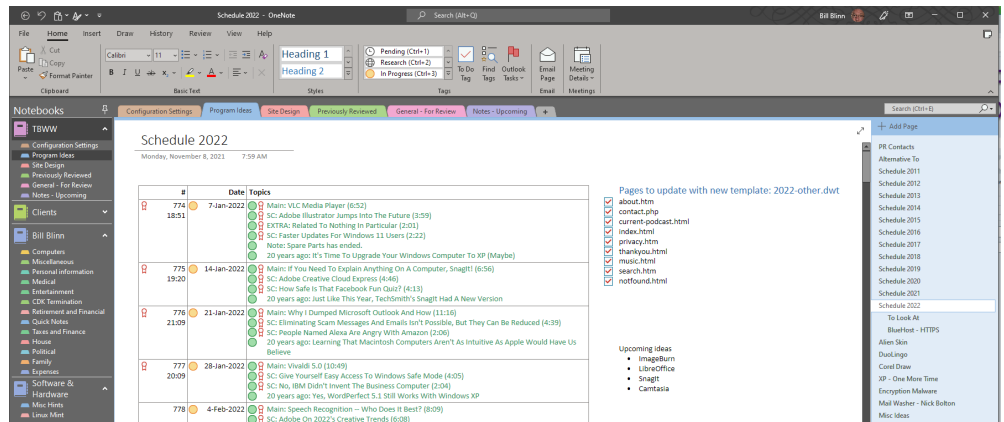 Schedule 2022 - OneNote
Search (Alt+Q)
Bill Blinn
File Home Insert Draw History Review View Help
Paste
Cut
Copy
Format Painter
Clipboard
Calibri 11
B I U ab x
A
Basic Text
Heading 1
Heading 2
Styles
Pending (Ctrl+1)
Research (Ctrl+2)
In Progress (Ctrl+3)
To Do Tag
Find Tags
Outlook Tasks
Tags
Email Page
Email
Meeting Details
Meetings
Notebooks
TBWW
Configuration Settings
Program Ideas
Site Design
Previously Reviewed
General - For Review
Notes - Upcoming
Clients
Bill Blinn
Computers
Miscellaneous
Personal information
Medical
Entertainment
CDK Termination
Retirement and Financial
Quick Notes
Taxes and Finance
House
Political
Family
Expenses
Software & Hardware
Misc Hints
Linux Mint
Configuration Settings Program Ideas Site Design Previously Reviewed General - For Review Notes - Upcoming +
Search (Ctrl+E)
Schedule 2022
Monday, November 8, 2021 7:59 AM
# Date Topics
774 7-Jan-2022 Main: VLC Media Player (6:52)
18:51 SC: Adobe Illustrator Jumps Into The Future (3:59)
EXTRA: Related To Nothing In Particular (2:01)
SC: Faster Updates For Windows 11 Users (2:22)
Note: Spare Parts has ended.
20 years ago: It's Time To Upgrade Your Windows Computer To XP (Maybe)
775 14-Jan-2022 Main: If You Need To Explain Anything On A Computer, Snagit! (6:56)
19:20 SC: Adobe Creative Cloud Express (4:46)
SC: How Safe Is That Facebook Fun Quiz? (4:13)
20 years ago: Just Like This Year, TechSmith's SnagIt Had A New Version
776 21-Jan-2022 Main: Why I Dumped Microsoft Outlook And How (11:16)
21:09 SC: Eliminating Scam Messages And Emails Isn't Possible, But They Can Be Reduced (4:39)
SC: People Named Alexa Are Angry With Amazon (2:06)
20 years ago: Learning That Macintosh Computers Aren't As Intuitive As Apple Would Have Us
Believe
777 28-Jan-2022 Main: Vivaldi 5.0 (10:49)
20:09 SC: Give Yourself Easy Access To Windows Safe Mode (4:05)
SC: No, IBM Didn't Invent The Business Computer (2:04)
20 years ago: Yes, WordPerfect 5.1 Still Works With Windows XP
778 4-Feb-2022 Main: Speech Recognition -- Who Does It Best? (8:09)
SC: Adobe On 2022's Creative Trends (6:08)
Pages to update with new template: 2022-other.dwt
about.htm
contact.php
current-podcast.html
index.html
privacy.htm
thankyou.html
music.html
search.htm
notfound.html
Upcoming ideas
• ImageBurn
• LibreOffice
• SnagIt
• Camtasia
Add Page
PR Contacts
Alternative To
Schedule 2011
Schedule 2012
Schedule 2013
Schedule 2014
Schedule 2015
Schedule 2016
Schedule 2017
Schedule 2018
Schedule 2019
Schedule 2020
Schedule 2021
Schedule 2022
To Look At
BlueHost - HTTPS
Alien Skin
DuoLingo
Corel Draw
XP - One More Time
Encryption Malware
Mail Washer - Nick Bolton
Misc Ideas